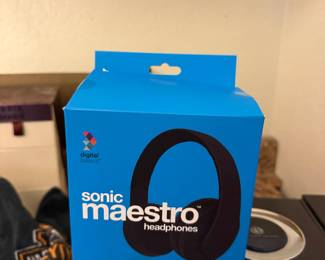 digital
sonic
maestro™
headphones